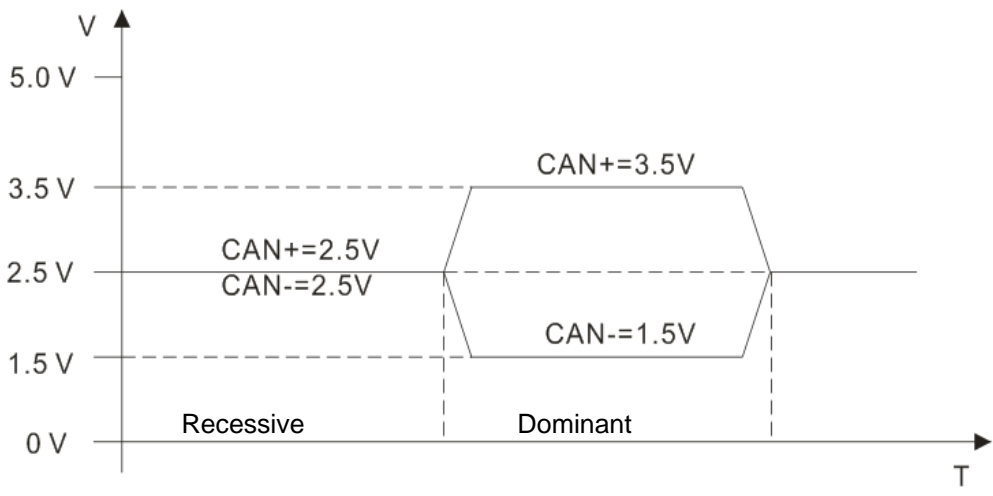 V
5.0 V
CAN+=3.5V
3.5 V
CAN+=2.5V
2.5 V
CAN-=2.5V
CAN-=1.5V
1.5 V
Recessive
Dominant
0 V
T